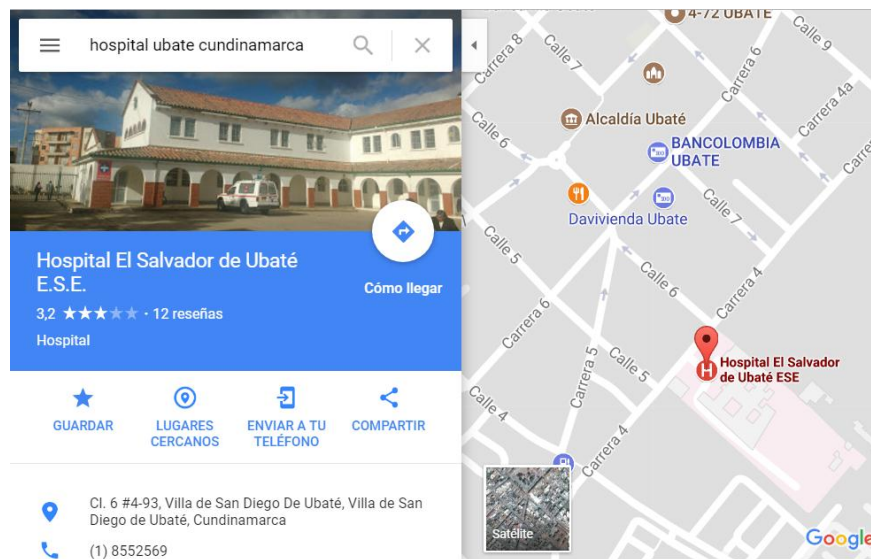 hospital ubate cundinamarca
Hospital El Salvador de Ubaté
E.S.E.
3,2 ★★★★★ · 12 reseñas
Hospital
Cómo llegar
GUARDAR
LUGARES
CERCANOS
ENVIAR A TU
TELÉFONO
COMPARTIR
Cl. 6 #4-93, Villa de San Diego De Ubaté, Villa de San
Diego de Ubaté, Cundinamarca
(1) 8552569
4-72 UBATE
Carrera 8
Calle 7
Carrera 6
Calle 9
Alcaldía Ubaté
Carrera 4a
Calle 6
BANCOLOMBIA
UBATE
Davivienda Ubate
Calle 7
Calle 5
Calle 6
Carrera 4
Carrera 6
Carrera 5
Calle 5
Hospital El Salvador
de Ubaté ESE
H
Calle 4
Carrera 4
Satélite
Google